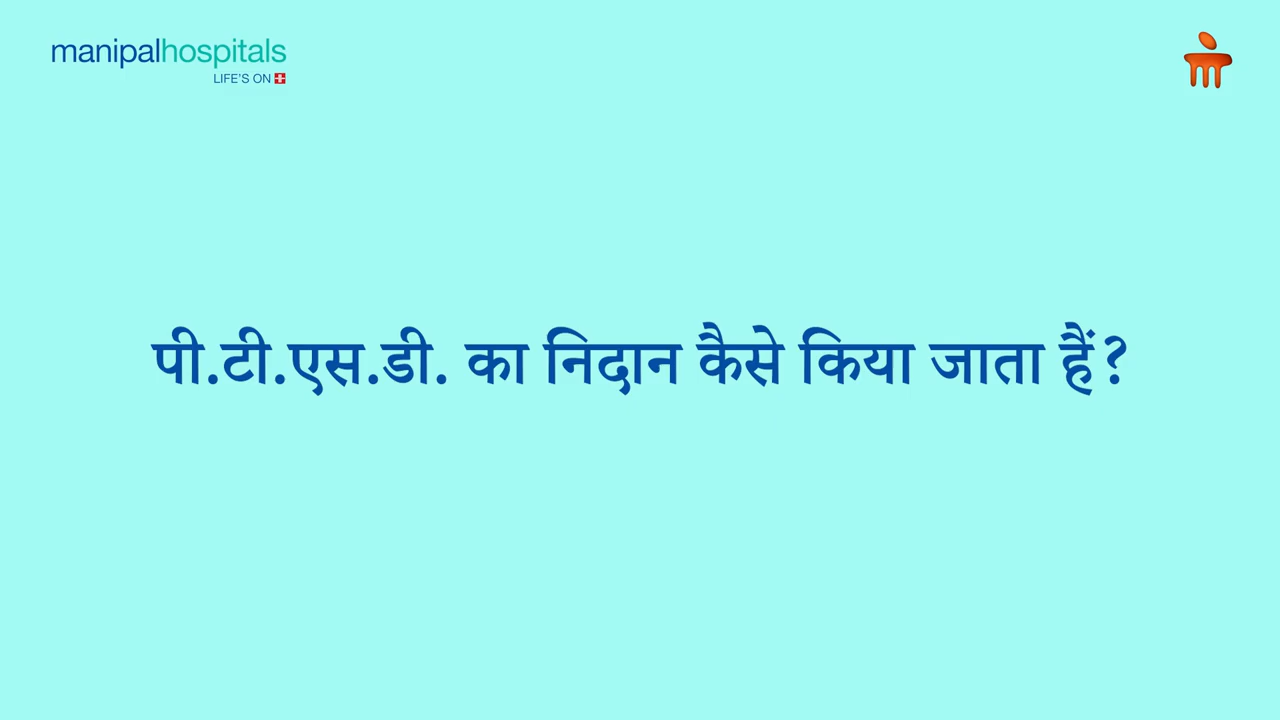 manipalhospitals
LIFE'S ON
पी.टी.एस.डी. का निदान कैसे किया जाता हैं?